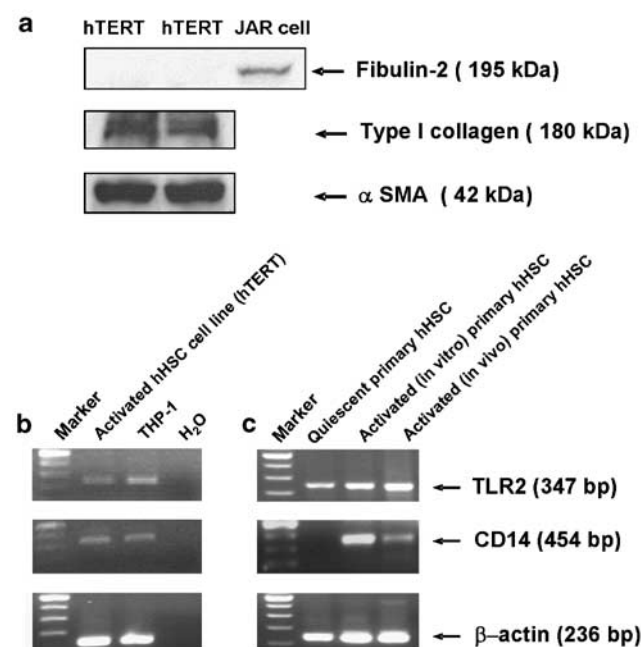 a
hTERT hTERT JAR cell
Fibulin-2 ( 195 kDa)
Type I collagen ( 180 kDa)
α SMA ( 42 kDa)
b
Marker
Activated hHSC cell line (hTERT)
THP-1
H₂O
c
Marker
Quiescent primary hHSC
Activated (in vitro) primary hHSC
Activated (in vivo) primary hHSC
TLR2 (347 bp)
CD14 (454 bp)
β–actin (236 bp)